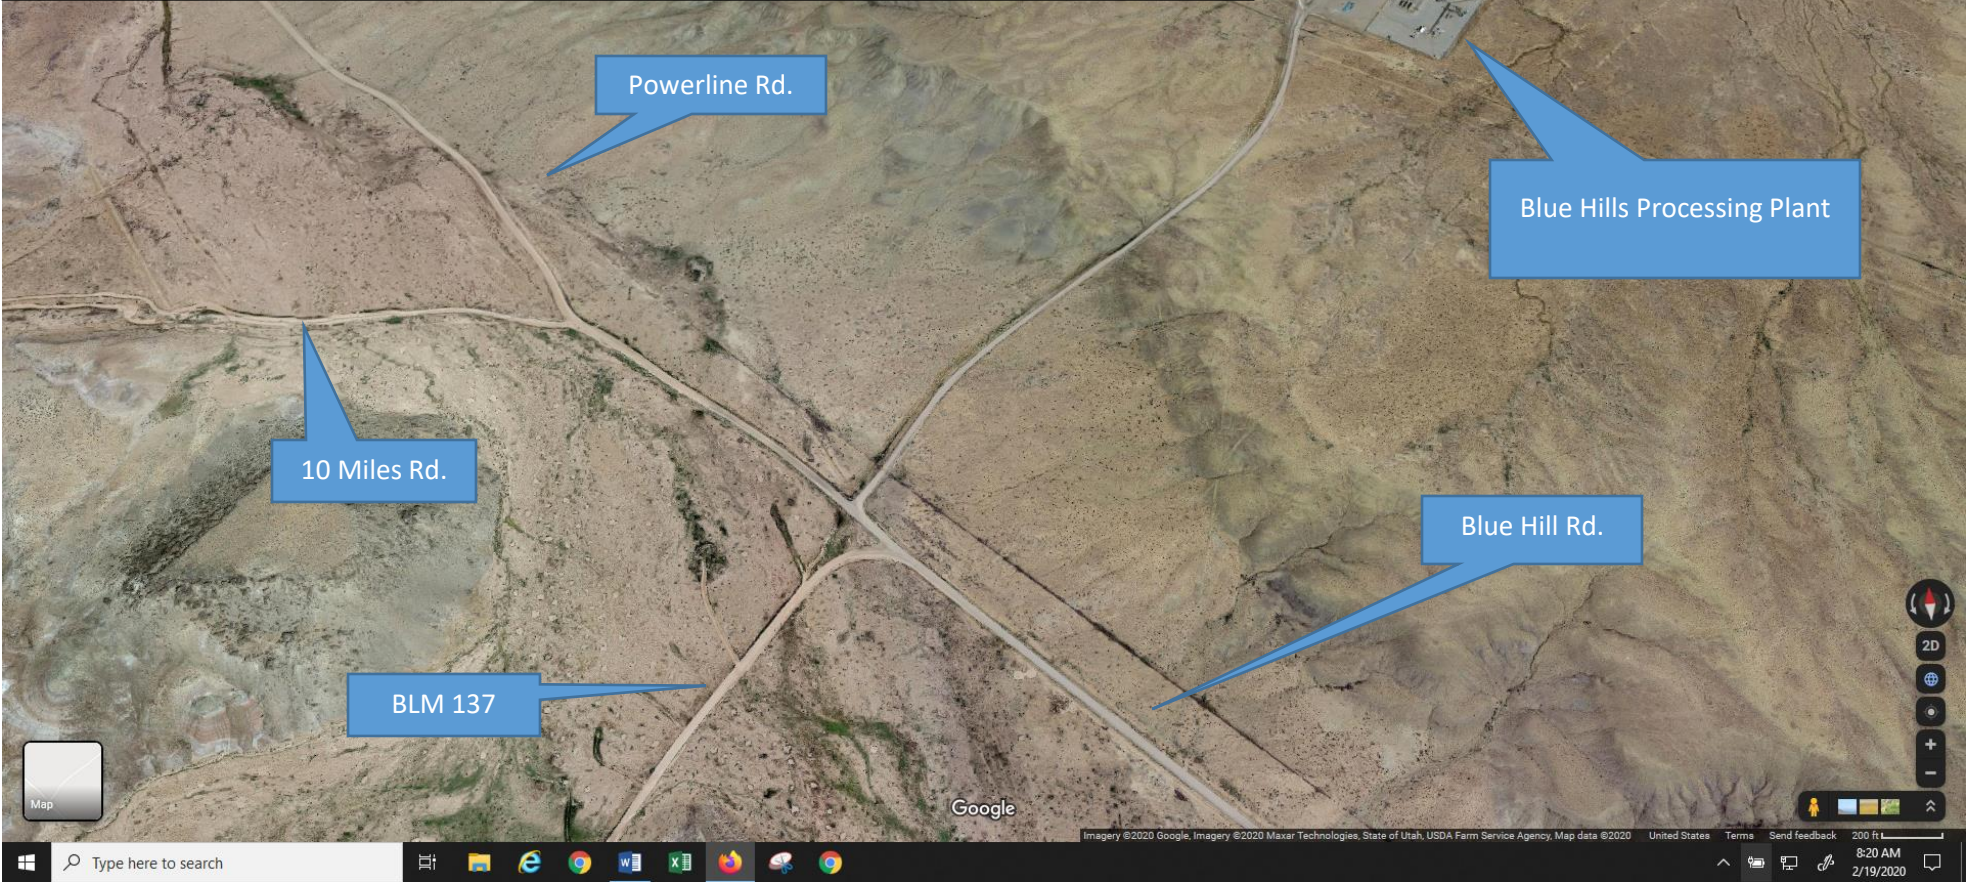 Powerline Rd.
Blue Hills Processing Plant
10 Miles Rd.
Blue Hill Rd.
BLM 137
2D
Map
Google
Imagery ©2020 Google, Imagery ©2020 Maxar Technologies, State of Utah, USDA Farm Service Agency, Map data ©2020 United States Terms Send feedback 200 ft
Type here to search
8:20 AM
2/19/2020